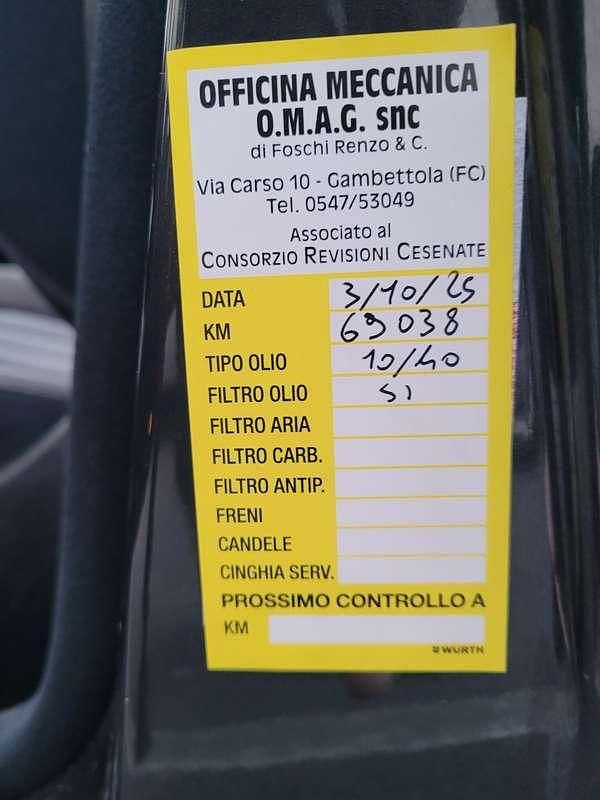 OFFICINA MECCANICA
O.M.A.G. snc
di Foschi Renzo & C.
Via Carso 10 - Gambettola (FC)
Tel. 0547/53049
Associato al
CONSORZIO REVISIONI CESENATE
DATA 3/10/25
KM 69038
TIPO OLIO 10/40
FILTRO OLIO SI
FILTRO ARIA
FILTRO CARB.
FILTRO ANTIP.
FRENI
CANDELE
CINGHIA SERV.
PROSSIMO CONTROLLO A
KM
WÜRTH